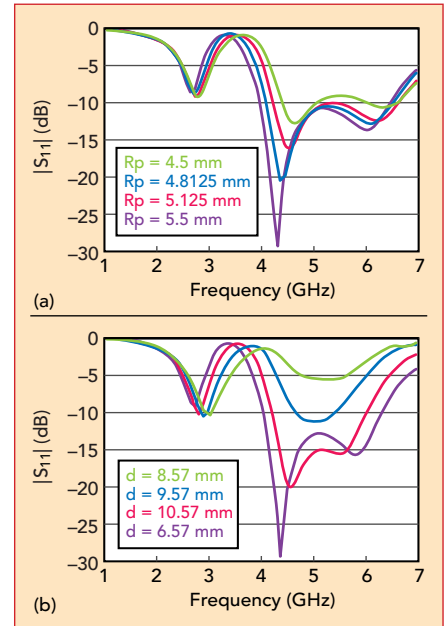 0
−5
−10
−15
−20
−25
−30
|S11| (dB)
Rp = 4.5 mm
Rp = 4.8125 mm
Rp = 5.125 mm
Rp = 5.5 mm
1 2 3 4 5 6 7
Frequency (GHz)
(a)
0
−5
−10
−15
−20
−25
−30
|S11| (dB)
d = 8.57 mm
d = 9.57 mm
d = 10.57 mm
d = 6.57 mm
1 2 3 4 5 6 7
Frequency (GHz)
(b)